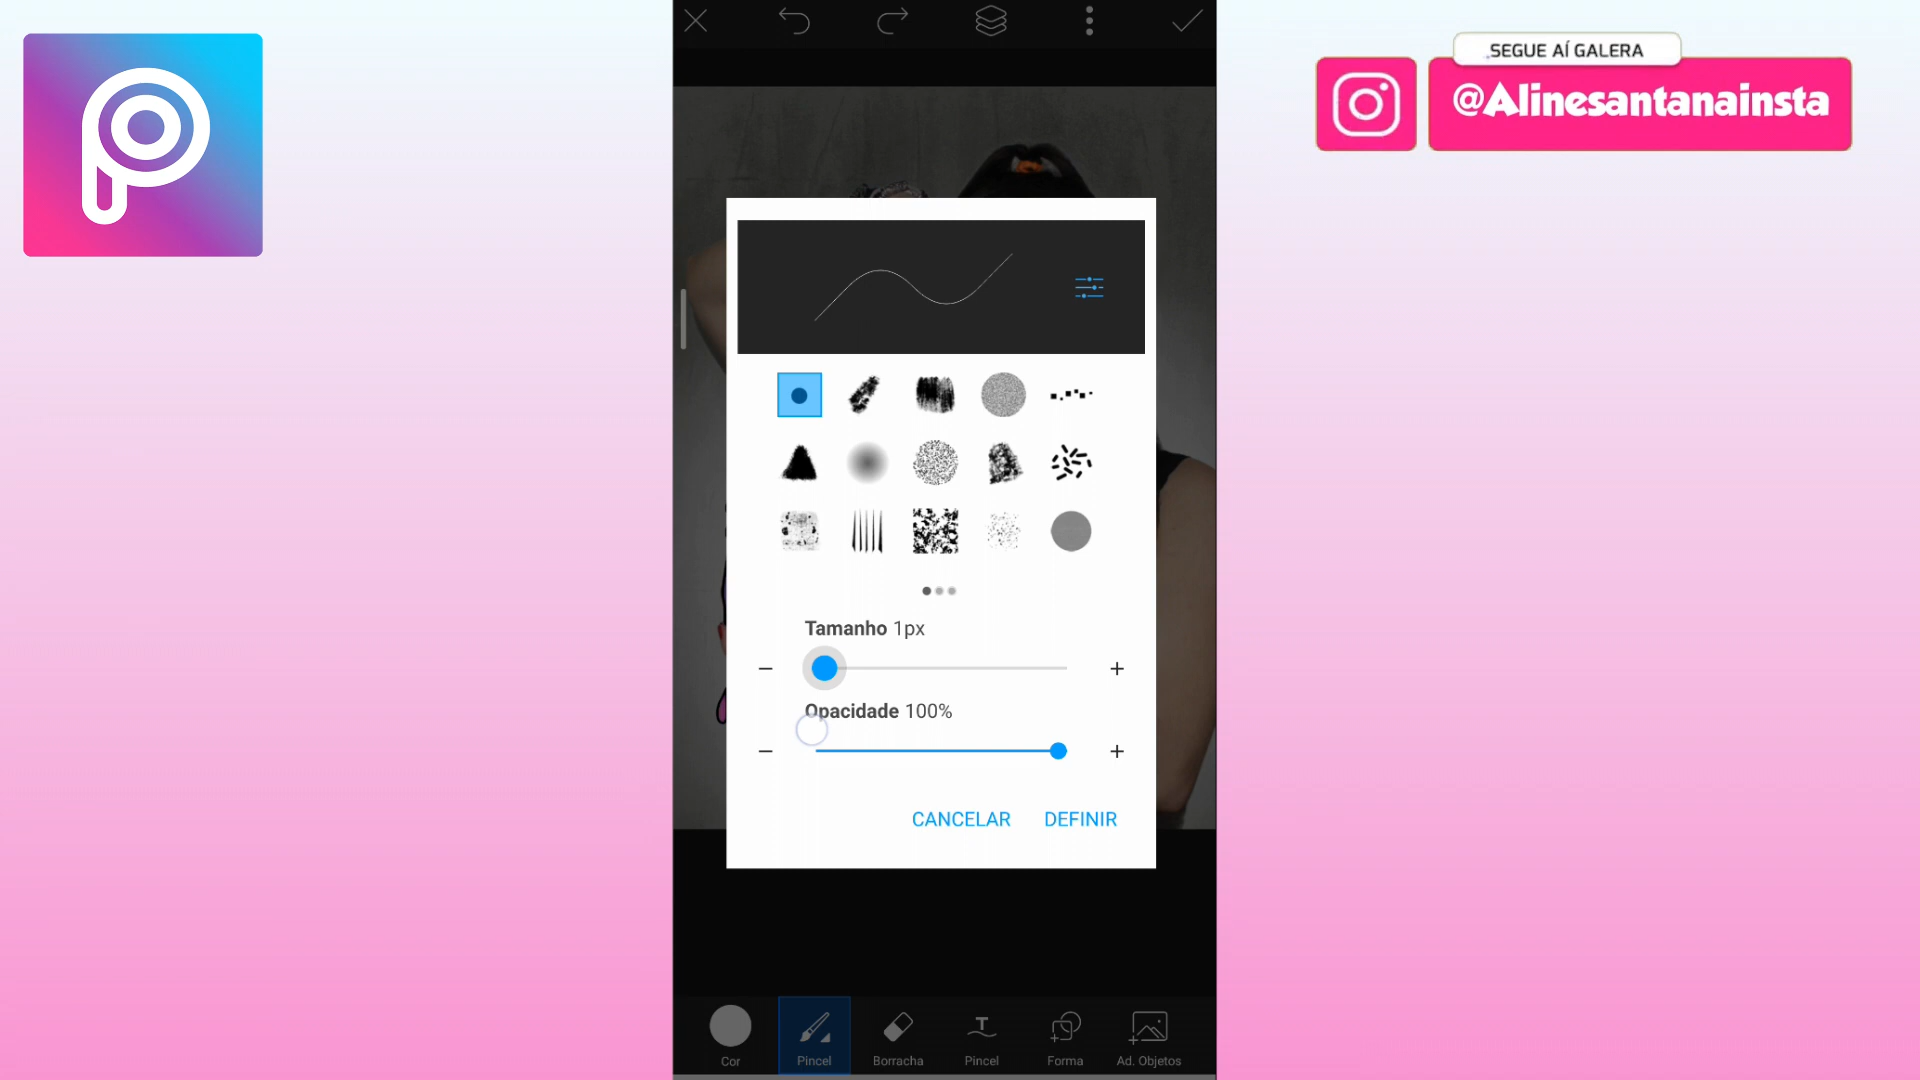 SEGUE AÍ GALERA
@Alinesantanainsta
Tamanho 1px
Opacidade 100%
CANCELAR DEFINIR
Cor Pincel Borracha Pincel Forma Ad. Objetos